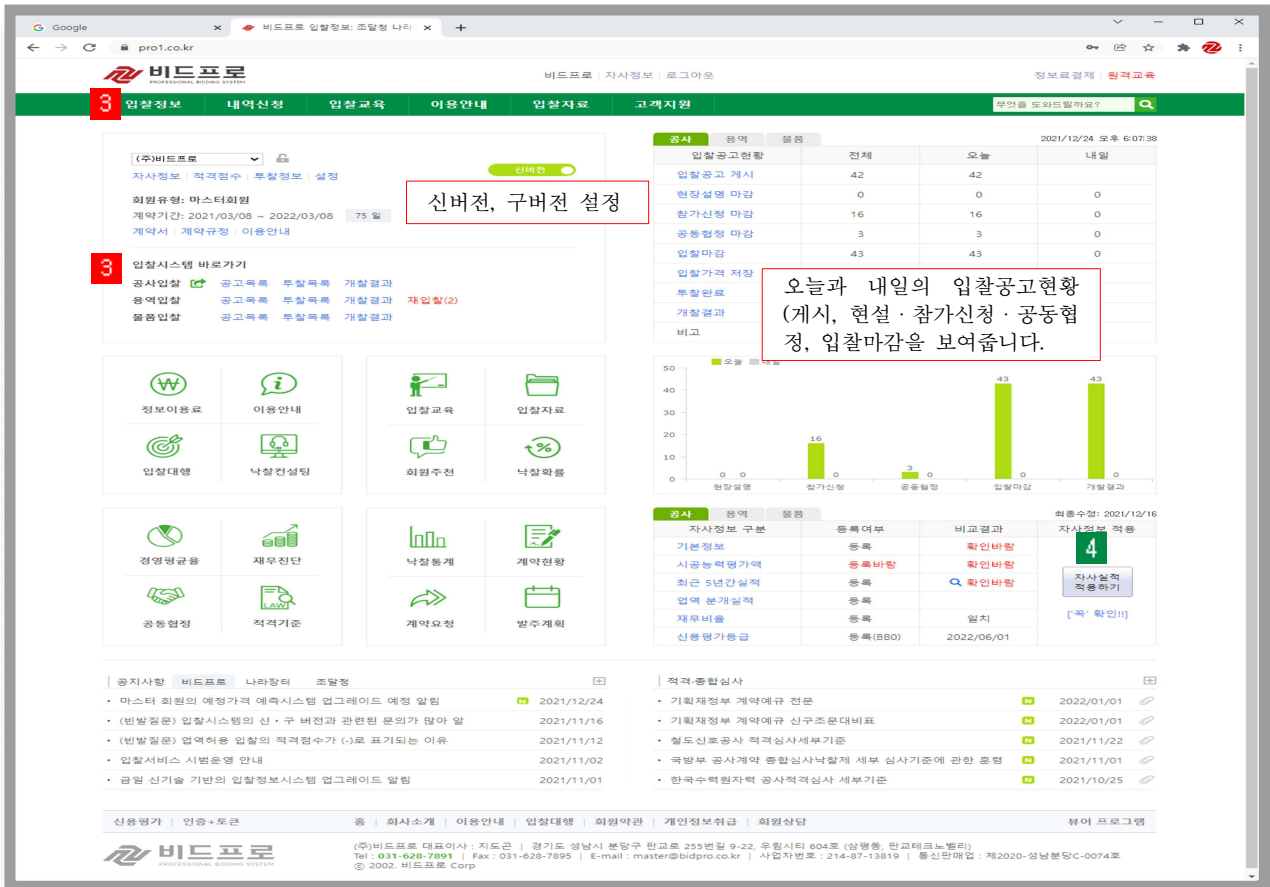 Google
비드프로 입찰정보: 조달청 나라
pro1.co.kr
비드프로
PROFESSIONAL BIDDING SYSTEM
비드프로 | 자사정보 | 로그아웃
정보료결제 | 원격교육
3 입찰정보 내역신청 입찰교육 이용안내 입찰자료 고객지원
무엇을 도와드릴까요?
(주)비드프로
자사정보 | 적격점수 | 투찰정보 | 설정
신버전
신버전, 구버전 설정
회원유형: 마스터회원
계약기간: 2021/03/08 ~ 2022/03/08 75 일
계약서 | 계약규정 | 이용안내
3 입찰시스템 바로가기
공사입찰 공고목록 투찰목록 개찰결과
용역입찰 공고목록 투찰목록 개찰결과 재입찰(2)
물품입찰 공고목록 투찰목록 개찰결과
공사 용역 물품 2021/12/24 오후 6:07:38
입찰공고현황 전체 오늘 내일
입찰공고 게시 42 42
현장설명 마감 0 0 0
참가신청 마감 16 16 0
공동협정 마감 3 3 0
입찰마감 43 43 0
입찰가격 저장
투찰완료
개찰결과
비고
오늘과 내일의 입찰공고현황
(게시, 현설 · 참가신청 · 공동협
정, 입찰마감을 보여줍니다.
정보이용료 이용안내 입찰교육 입찰자료
입찰대행 낙찰컨설팅 회원추천 낙찰확률
오늘 내일
50
40
30
20
10
0
0 0 16 0 3 0 43 0 43 0
현장설명 참가신청 공동협정 입찰마감 개찰결과
경영평균율 재무진단 낙찰통계 계약현황
공동협정 적격기준 계약요청 발주계획
LAW
공사 용역 물품 최종수정: 2021/12/16
자사정보 구분 등록여부 비교결과 자사정보 적용
기본정보 등록 확인바람
4
시공능력평가액 등록바람 확인바람
최근 5년간실적 등록 확인바람
자사실적
적용하기
업역 분개실적 등록
['꼭' 확인!!]
재무비율 등록 일치
신용평가등급 등록(BB0) 2022/06/01
공지사항 비드프로 나라장터 조달청
마스터 회원의 예정가격 예측시스템 업그레이드 예정 알림 N 2021/12/24
(빈발질문) 입찰시스템의 신·구 버전과 관련된 문의가 많아 알 2021/11/16
(빈발질문) 업역허용 입찰의 적격점수가 (-)로 표기되는 이유 2021/11/12
입찰서비스 시범운영 안내 2021/11/02
금일 신기술 기반의 입찰정보시스템 업그레이드 알림 2021/11/01
적격·종합심사
기획재정부 계약예규 전문 N 2022/01/01
기획재정부 계약예규 신구조문대비표 N 2022/01/01
철도신호공사 적격심사세부기준 N 2021/11/22
국방부 공사계약 종합심사낙찰제 세부 심사기준에 관한 훈령 N 2021/11/01
한국수력원자력 공사적격심사 세부기준 N 2021/10/25
신용평가 | 인증+토큰 홈 | 회사소개 | 이용안내 | 입찰대행 | 회원약관 | 개인정보취급 | 회원상담 뷰어 프로그램
비드프로
PROFESSIONAL BIDDING SYSTEM
(주)비드프로 대표이사 : 지도곤 | 경기도 성남시 분당구 판교로 255번길 9-22, 우림시티 604호 (삼평동, 판교테크노밸리)
Tel : 031-628-7891 | Fax : 031-628-7895 | E-mail : master@bidpro.co.kr | 사업자번호 : 214-87-13819 | 통신판매업 : 제2020-성남분당C-0074호
ⓒ 2002. 비드프로 Corp